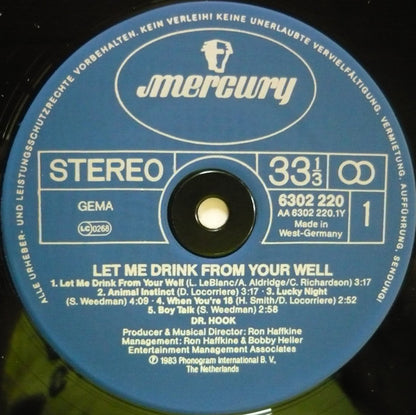 ALLE URHEBER- UND LEISTUNGSSCHUTZRECHTE VORBEHALTEN. KEIN VERLEIH! KEINE UNERLAUBTE VERVIELFÄLTIGUNG, VERMIETUNG, AUFFÜHRUNG, SENDUNG!
mercury
STEREO
33 1/3
GEMA
LC 0268
6302 220
AA 6302 220.1Y
Made in
West-Germany
1
LET ME DRINK FROM YOUR WELL
1. Let Me Drink From Your Well (L. LeBlanc/A. Aldridge/C. Richardson) 3:17
2. Animal Instinct (D. Locorriere) 3:17 · 3. Lucky Night
(S. Weedman) 4:09 · 4. When You're 18 (H. Smith/D. Locorriere) 2:52
5. Boy Talk (S. Weedman) 2:58
DR. HOOK
Producer & Musical Director: Ron Haffkine
Management: Ron Haffkine & Bobby Heller
Entertainment Management Associates
℗ 1983 Phonogram International B. V.,
The Netherlands